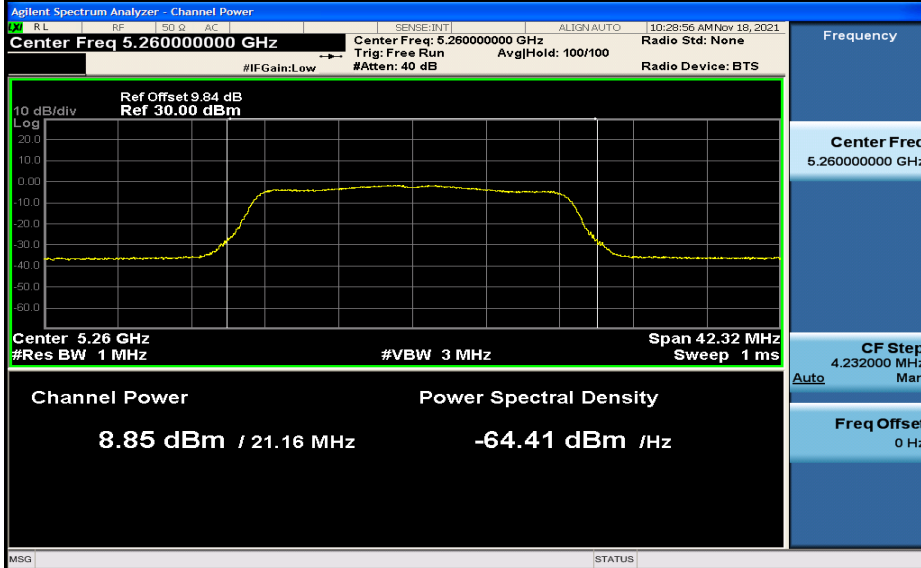 Agilent Spectrum Analyzer - Channel Power
LXI RL RF 50 Ω AC SENSE:INT ALIGN AUTO 10:28:56 AM Nov 18, 2021
Center Freq 5.260000000 GHz
Center Freq: 5.260000000 GHz
Radio Std: None
Trig: Free Run Avg|Hold: 100/100
#IFGain:Low
#Atten: 40 dB
Radio Device: BTS
Ref Offset 9.84 dB
10 dB/div Ref 30.00 dBm
Log
20.0
10.0
0.00
-10.0
-20.0
-30.0
-40.0
-50.0
-60.0
Center 5.26 GHz
Span 42.32 MHz
#Res BW 1 MHz
#VBW 3 MHz
Sweep 1 ms
Channel Power
Power Spectral Density
8.85 dBm / 21.16 MHz
-64.41 dBm /Hz
MSG
STATUS
Frequency
Center Freq
5.260000000 GHz
CF Step
4.232000 MHz
Auto Man
Freq Offset
0 Hz